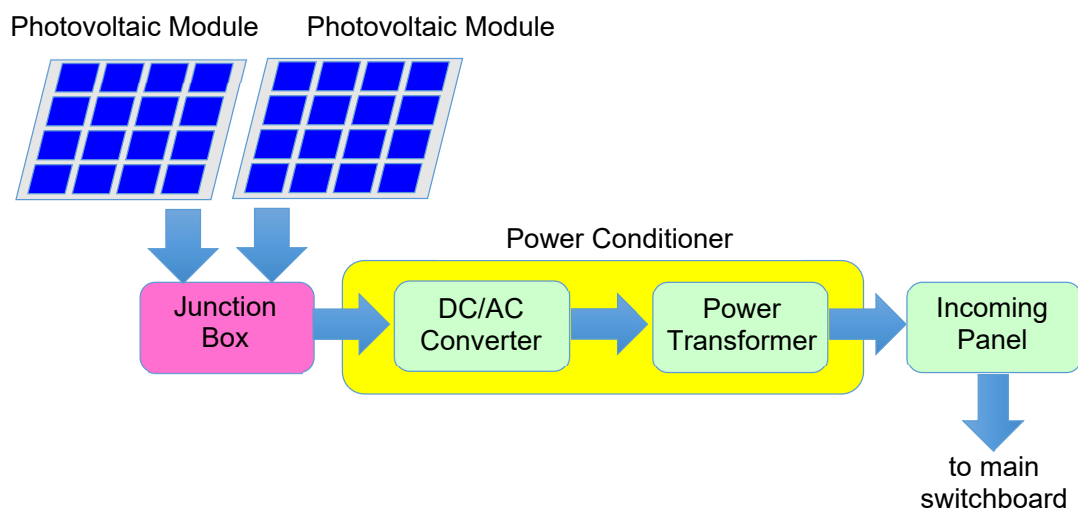 Photovoltaic Module
Photovoltaic Module
Power Conditioner
Junction
Box
DC/AC
Converter
Power
Transformer
Incoming
Panel
to main
switchboard